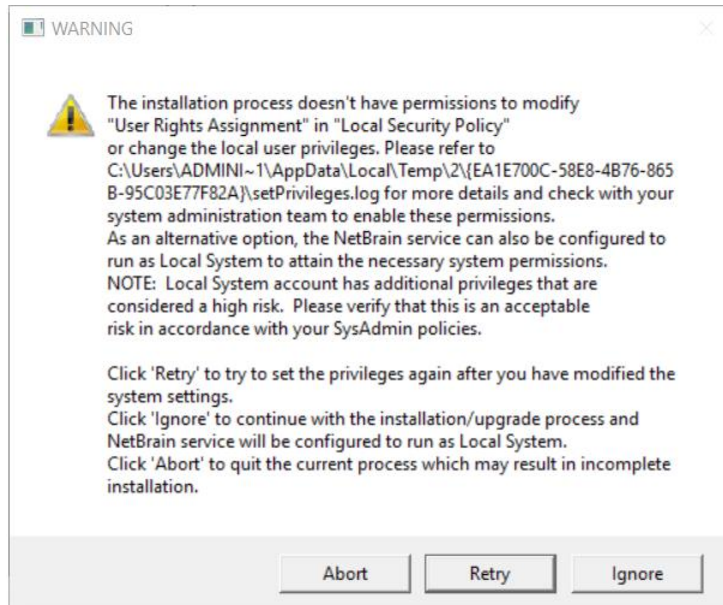 WARNING
The installation process doesn't have permissions to modify
"User Rights Assignment" in "Local Security Policy"
or change the local user privileges. Please refer to
C:\Users\ADMINI~1\AppData\Local\Temp\2\{EA1E700C-58E8-4B76-865
B-95C03E77F82A}\setPrivileges.log for more details and check with your
system administration team to enable these permissions.
As an alternative option, the NetBrain service can also be configured to
run as Local System to attain the necessary system permissions.
NOTE:  Local System account has additional privileges that are
considered a high risk.  Please verify that this is an acceptable
risk in accordance with your SysAdmin policies.
Click 'Retry' to try to set the privileges again after you have modified the
system settings.
Click 'Ignore' to continue with the installation/upgrade process and
NetBrain service will be configured to run as Local System.
Click 'Abort' to quit the current process which may result in incomplete
installation.
Abort Retry Ignore